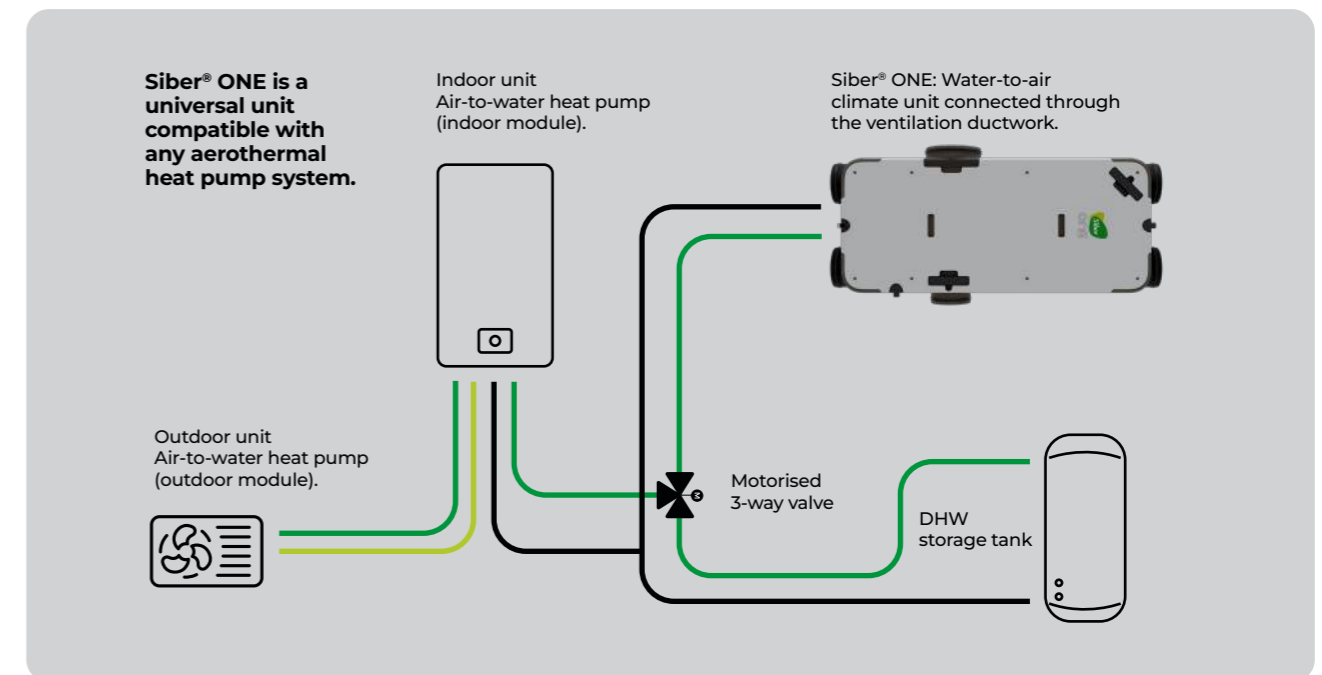 Siber® ONE is a
universal unit
compatible with
any aerothermal
heat pump system.
Indoor unit
Air-to-water heat pump
(indoor module).
Siber® ONE: Water-to-air
climate unit connected through
the ventilation ductwork.
Outdoor unit
Air-to-water heat pump
(outdoor module).
M
Motorised
3-way valve
DHW
storage tank